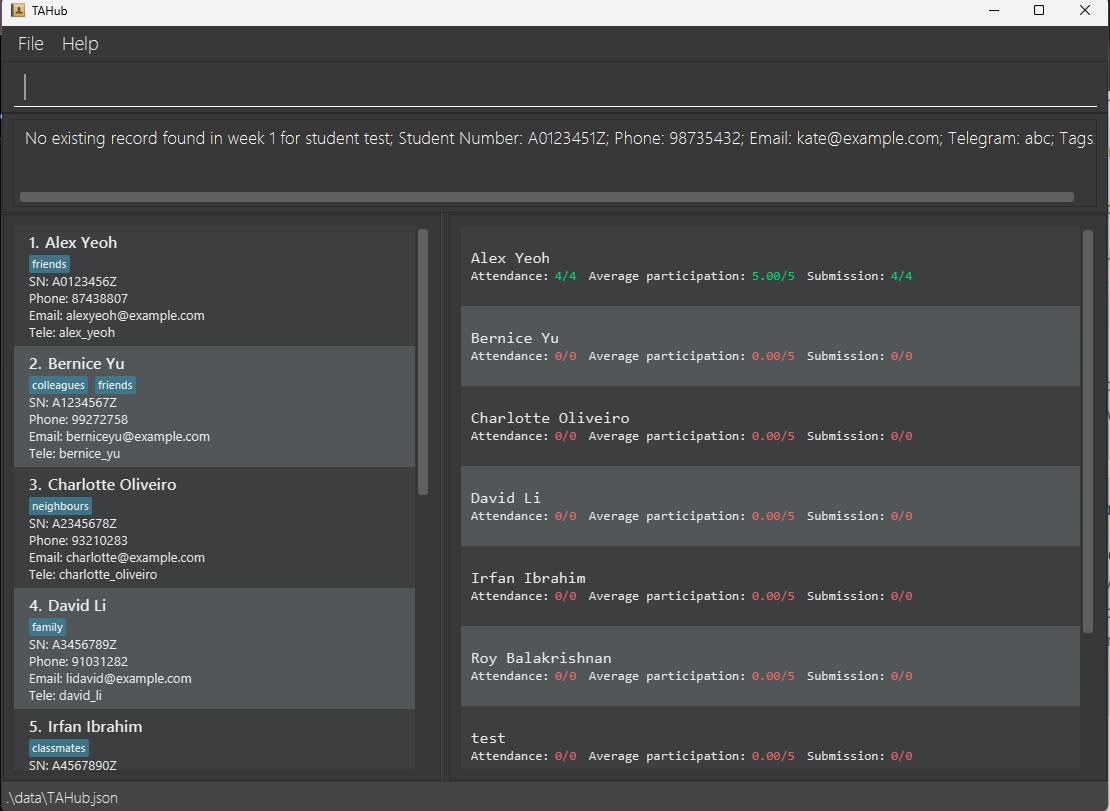 TAHub
File Help
No existing record found in week 1 for student test; Student Number: A0123451Z; Phone: 98735432; Email: kate@example.com; Telegram: abc; Tags:
1. Alex Yeoh
friends
SN: A0123456Z
Phone: 87438807
Email: alexyeoh@example.com
Tele: alex_yeoh
2. Bernice Yu
colleagues friends
SN: A1234567Z
Phone: 99272758
Email: berniceyu@example.com
Tele: bernice_yu
3. Charlotte Oliveiro
neighbours
SN: A2345678Z
Phone: 93210283
Email: charlotte@example.com
Tele: charlotte_oliveiro
4. David Li
family
SN: A3456789Z
Phone: 91031282
Email: lidavid@example.com
Tele: david_li
5. Irfan Ibrahim
classmates
SN: A4567890Z
Alex Yeoh
Attendance: 4/4 Average participation: 5.00/5 Submission: 4/4
Bernice Yu
Attendance: 0/0 Average participation: 0.00/5 Submission: 0/0
Charlotte Oliveiro
Attendance: 0/0 Average participation: 0.00/5 Submission: 0/0
David Li
Attendance: 0/0 Average participation: 0.00/5 Submission: 0/0
Irfan Ibrahim
Attendance: 0/0 Average participation: 0.00/5 Submission: 0/0
Roy Balakrishnan
Attendance: 0/0 Average participation: 0.00/5 Submission: 0/0
test
Attendance: 0/0 Average participation: 0.00/5 Submission: 0/0
.\data\TAHub.json